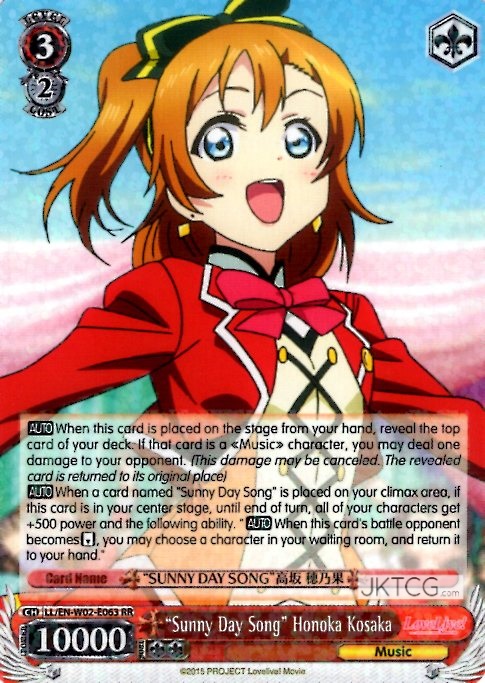 LEVEL
3
2
COST
AUTO When this card is placed on the stage from your hand, reveal the top
card of your deck. If that card is a «Music» character, you may deal one
damage to your opponent. (This damage may be canceled. The revealed
card is returned to its original place)
AUTO When a card named "Sunny Day Song" is placed on your climax area, if
this card is in your center stage, until end of turn, all of your characters get
+500 power and the following ability. "AUTO When this card's battle opponent
becomes, you may choose a character in your waiting room, and return it
to your hand."
Card Name "SUNNY DAY SONG"高坂 穂乃果
JKTCG.com
CH LL/EN-W02-E063 RR
POWER 10000 SOUL
"Sunny Day Song" Honoka Kosaka LoveLive!
Music
©2015 PROJECT Lovelive! Movie